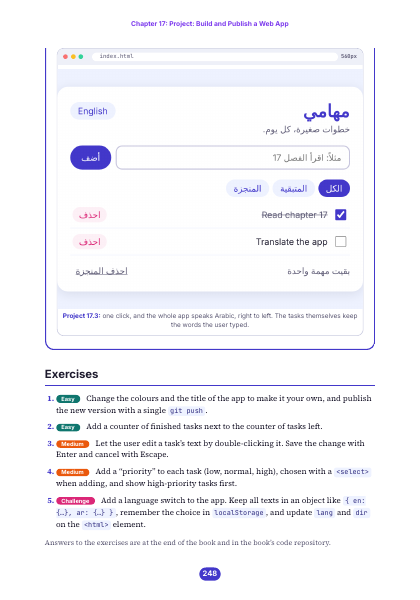 Chapter 17: Project: Build and Publish a Web App
index.html
560px
English
مهامي
خطوات صغيرة، كل يوم.
أضف
مثلاً: اقرأ الفصل 17
الكل
المتبقية
المنجزة
Read chapter 17
احذف
Translate the app
احذف
بقيت مهمة واحدة
احذف المنجزة
Project 17.3: one click, and the whole app speaks Arabic, right to left. The tasks themselves keep
the words the user typed.
Exercises
1. Easy Change the colours and the title of the app to make it your own, and publish
the new version with a single git push .
2. Easy Add a counter of finished tasks next to the counter of tasks left.
3. Medium Let the user edit a task's text by double-clicking it. Save the change with
Enter and cancel with Escape.
4. Medium Add a “priority” to each task (low, normal, high), chosen with a <select>
when adding, and show high-priority tasks first.
5. Challenge Add a language switch to the app. Keep all texts in an object like { en:
{…}, ar: {…} } , remember the choice in localStorage , and update lang and dir
on the <html> element.
Answers to the exercises are at the end of the book and in the book's code repository.
248